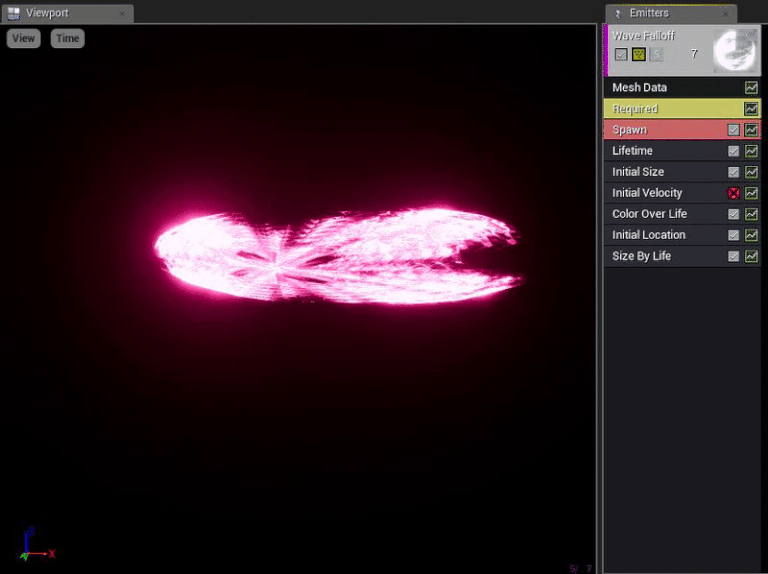 Viewport
Emitters
View
Time
Wave Falloff
7
Mesh Data
Required
Spawn
Lifetime
Initial Size
Initial Velocity
Color Over Life
Initial Location
Size By Life
X
5/ 7